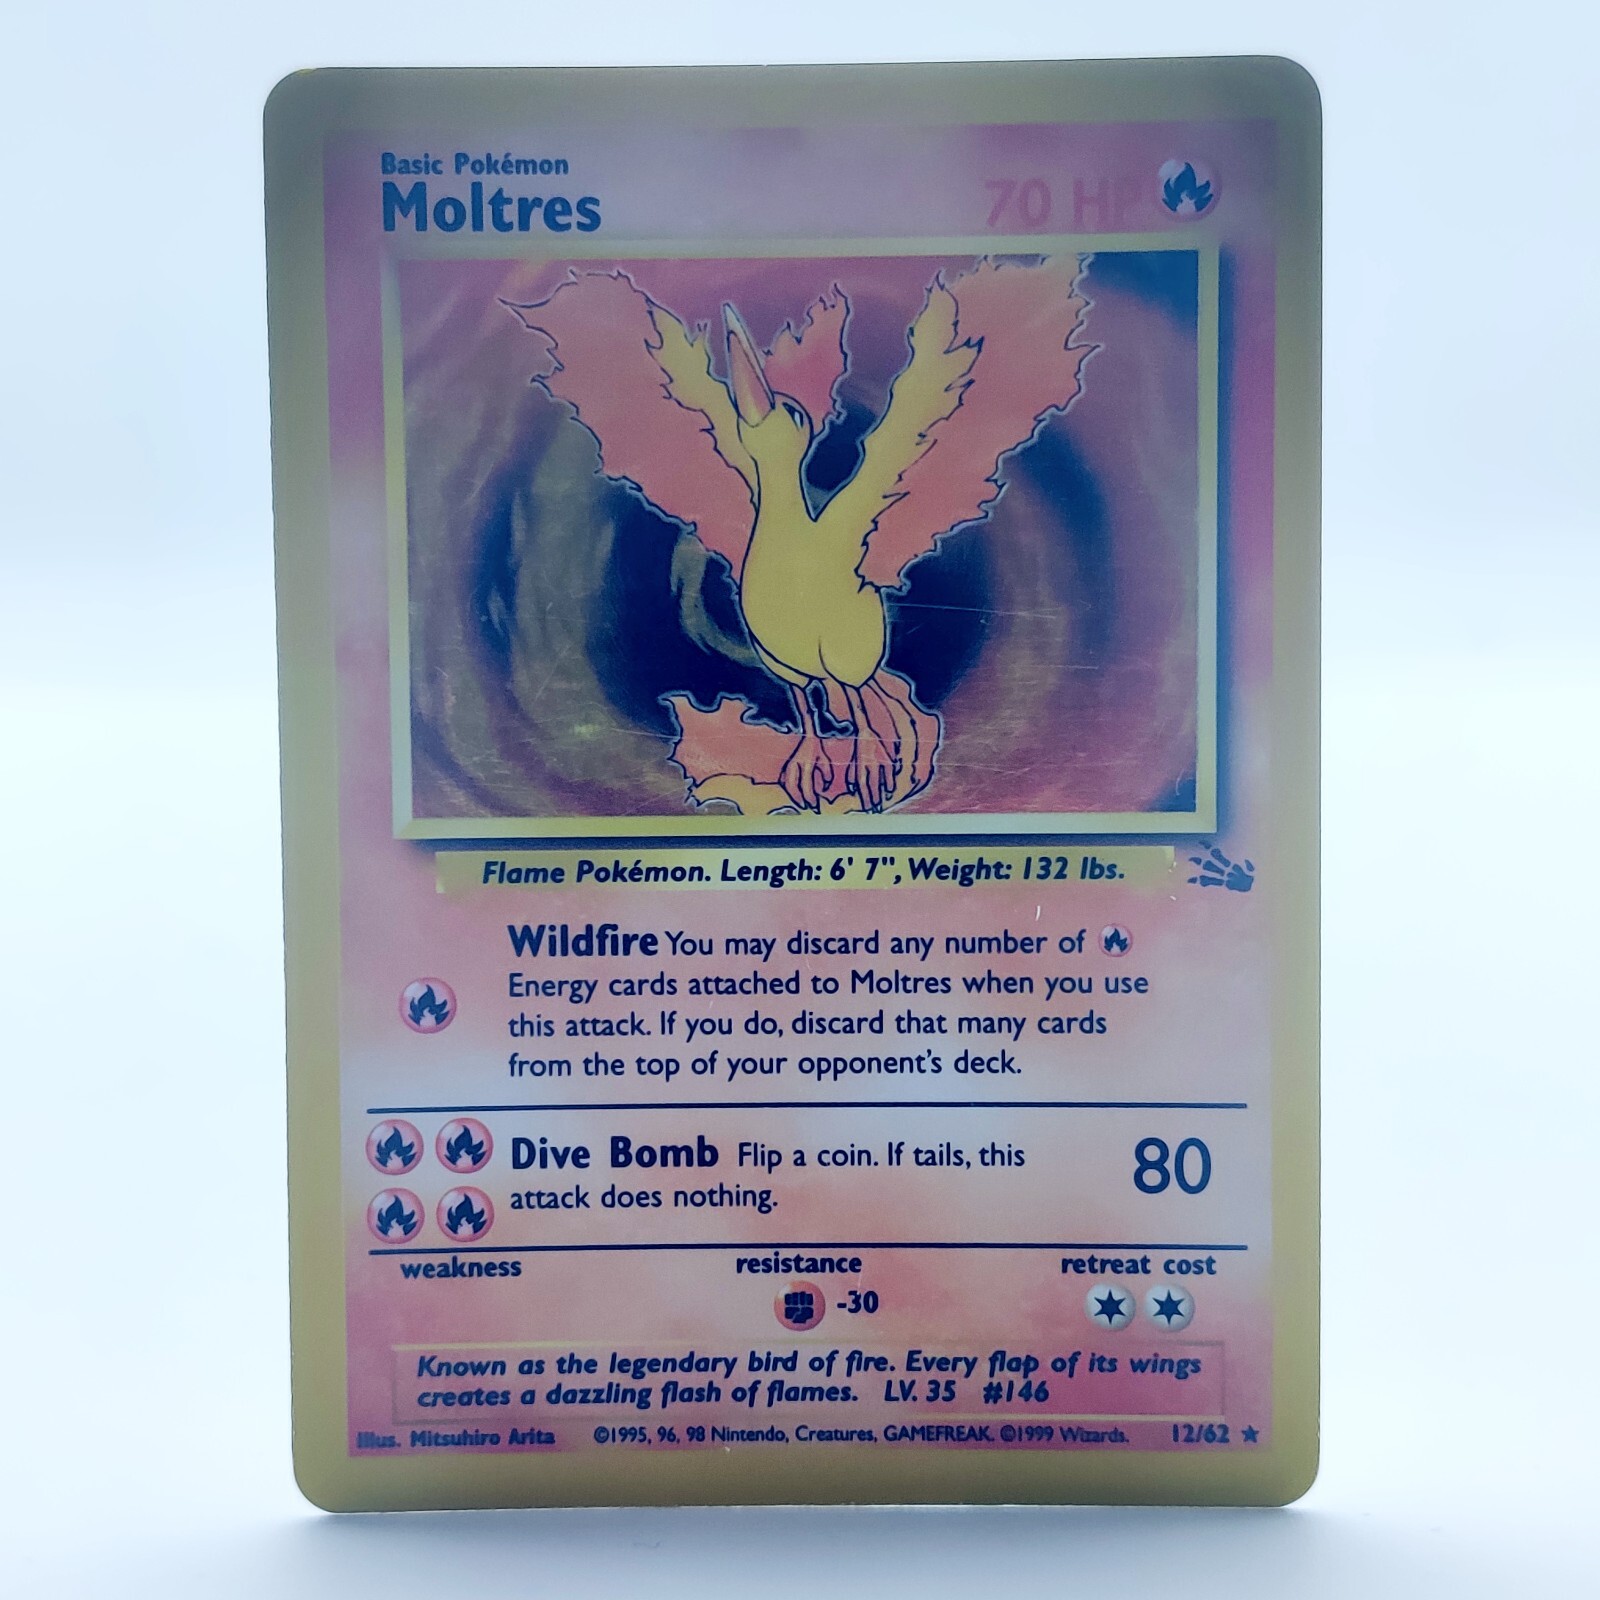 Basic Pokémon
Moltres 70 HP
Flame Pokémon. Length: 6' 7", Weight: 132 lbs.
Wildfire You may discard any number of
Energy cards attached to Moltres when you use
this attack. If you do, discard that many cards
from the top of your opponent's deck.
Dive Bomb Flip a coin. If tails, this 80
attack does nothing.
weakness resistance retreat cost
-30
Known as the legendary bird of fire. Every flap of its wings
creates a dazzling flash of flames. LV. 35 #146
Illus. Mitsuhiro Arita ©1995, 96, 98 Nintendo, Creatures, GAMEFREAK. ©1999 Wizards. 12/62 ★